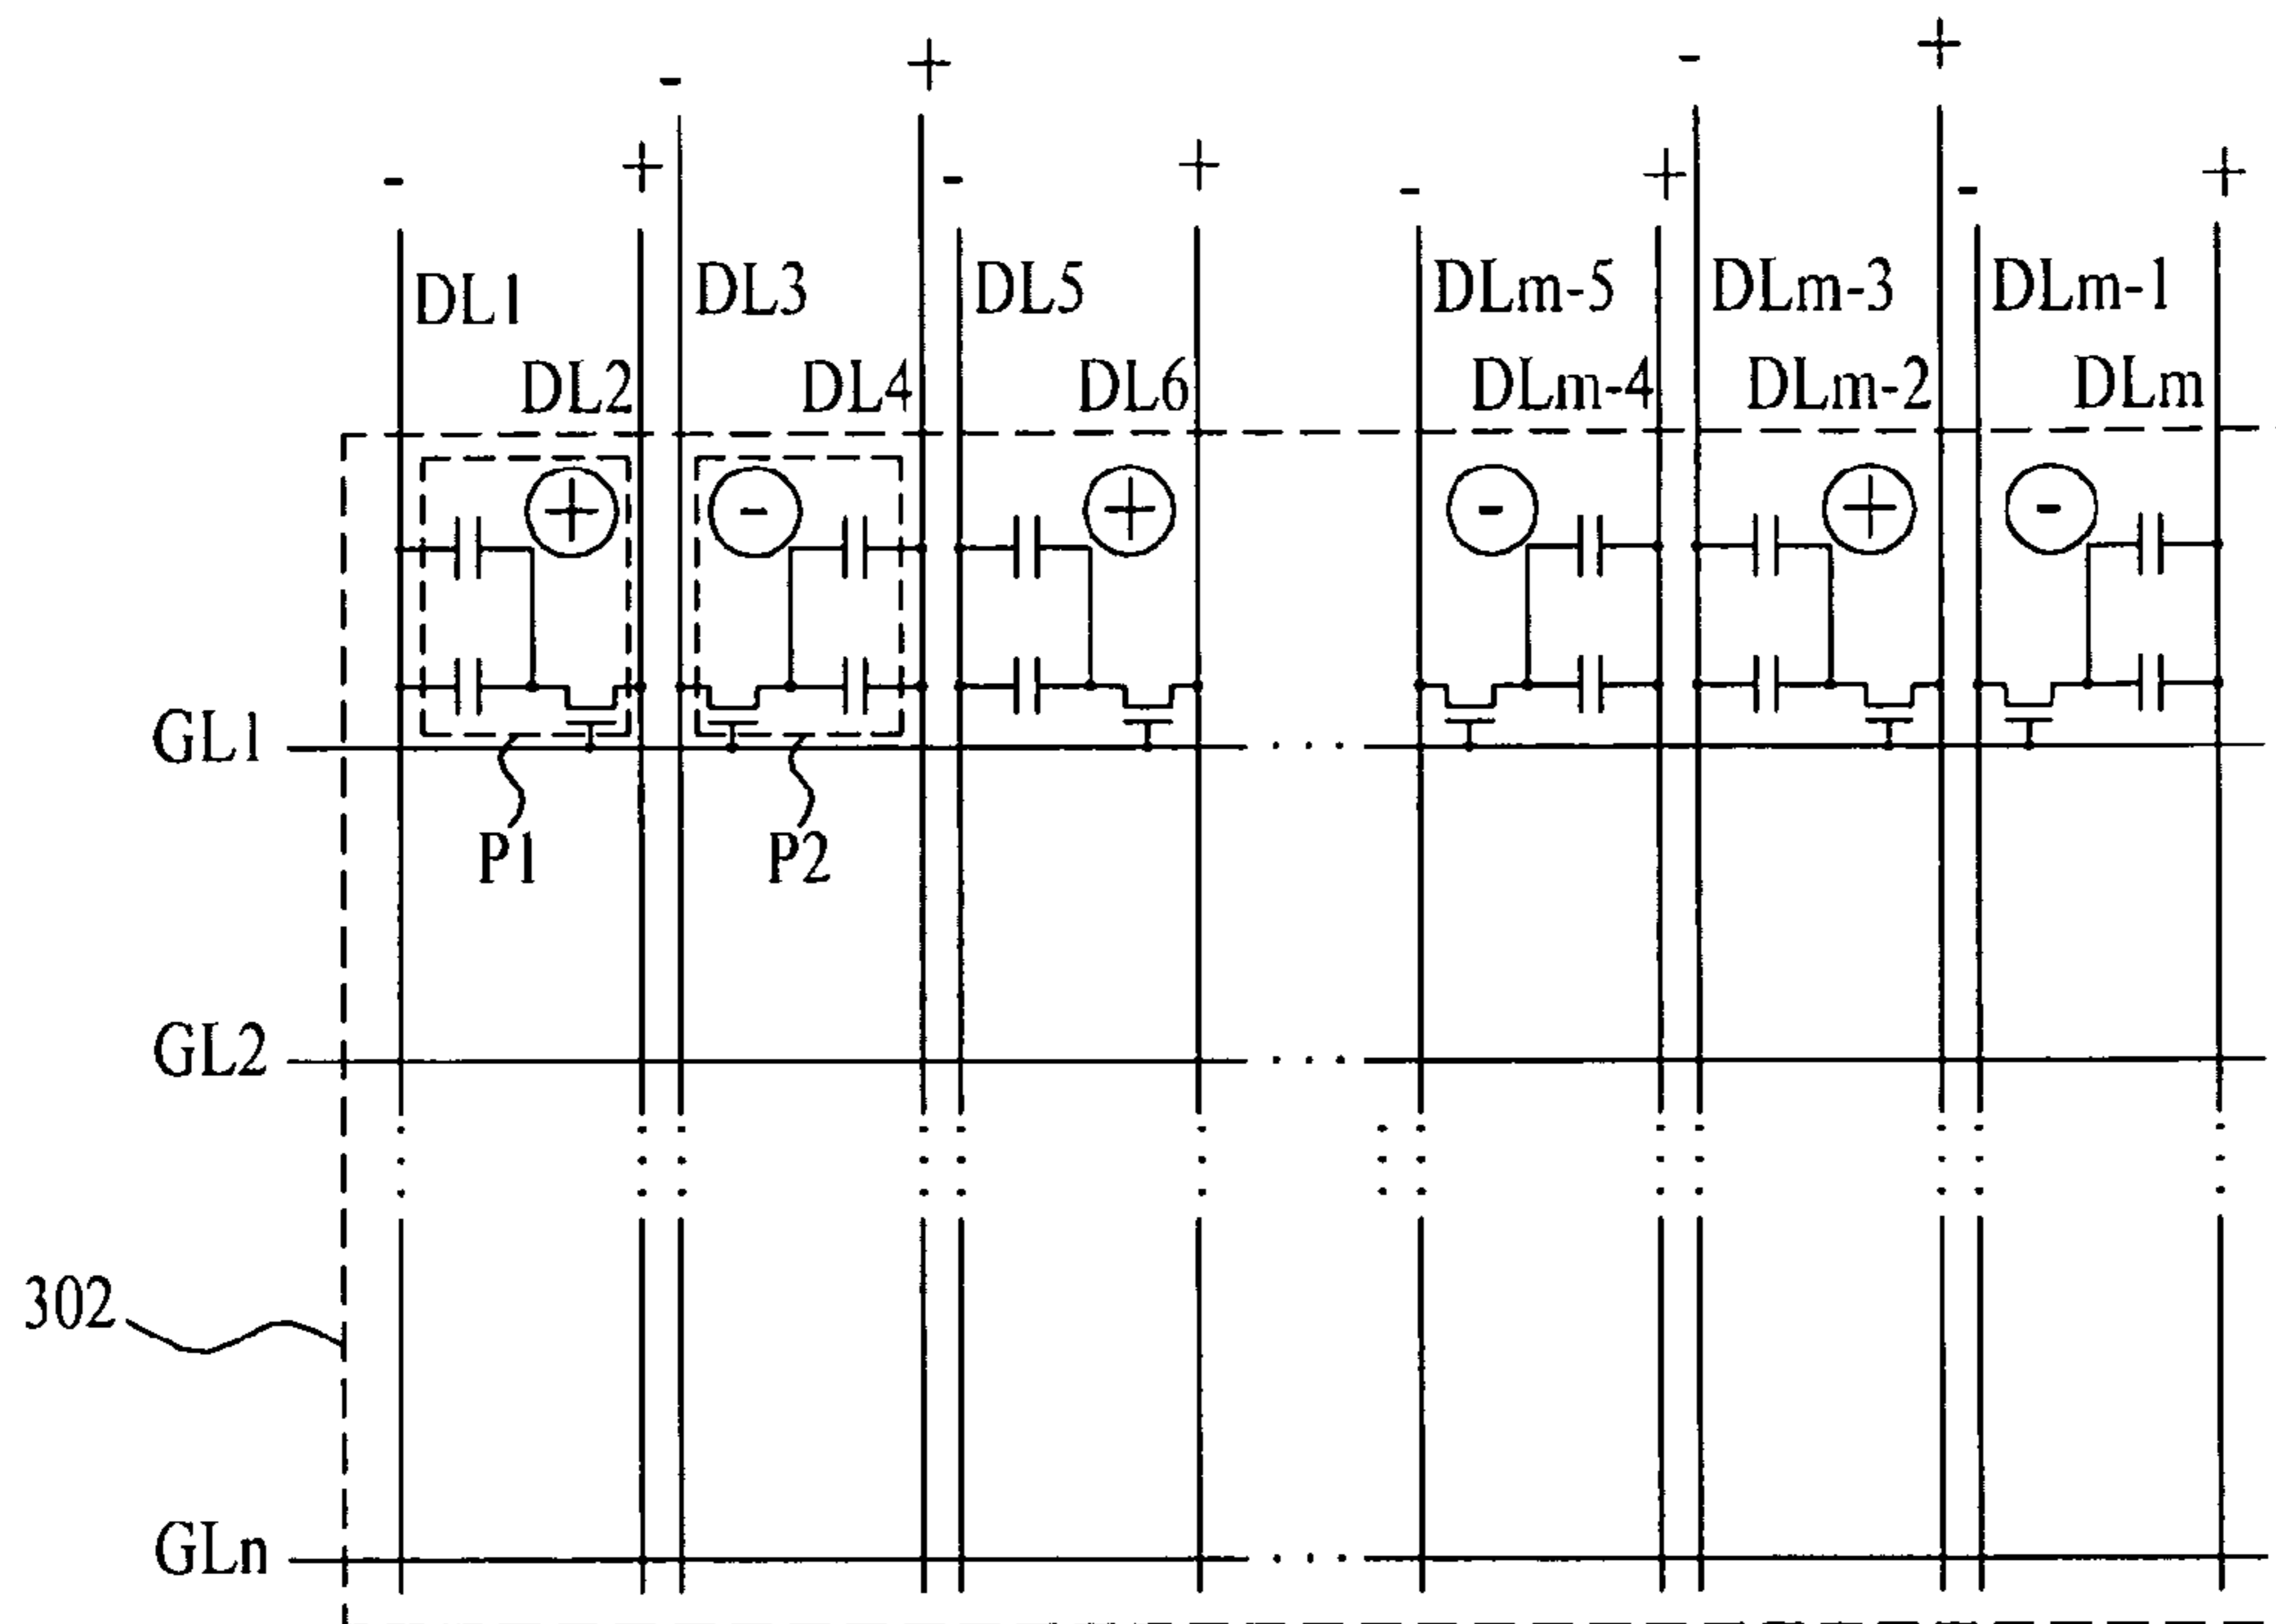 - + - +
- + - +
- + - +
DL1 DL3 DL5 DLm-5 DLm-3 DLm-1
DL2 DL4 DL6 DLm-4 DLm-2 DLm
+ - + - + -
GL1
P1 P2
GL2
302
GLn